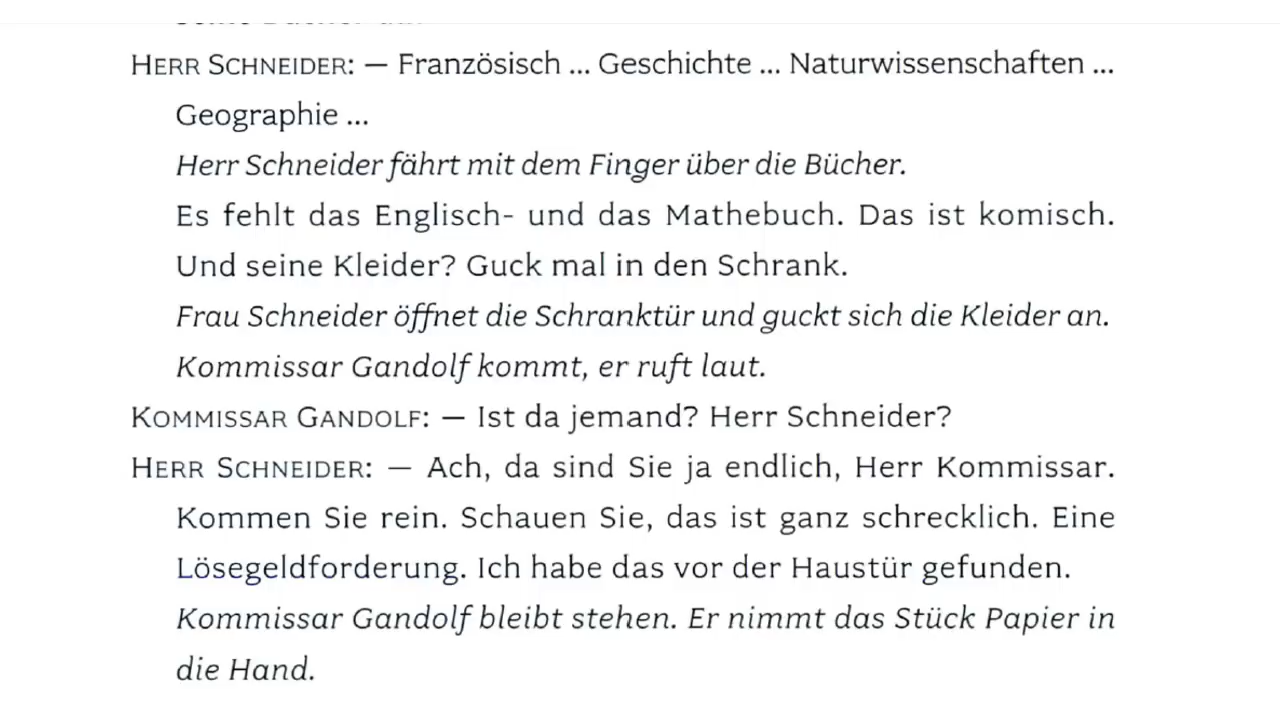 HERR SCHNEIDER: — Französisch ... Geschichte ... Naturwissenschaften ...
Geographie ...
Herr Schneider fährt mit dem Finger über die Bücher.
Es fehlt das Englisch- und das Mathebuch. Das ist komisch.
Und seine Kleider? Guck mal in den Schrank.
Frau Schneider öffnet die Schranktür und guckt sich die Kleider an.
Kommissar Gandolf kommt, er ruft laut.
KOMMISSAR GANDOLF: — Ist da jemand? Herr Schneider?
HERR SCHNEIDER: — Ach, da sind Sie ja endlich, Herr Kommissar.
Kommen Sie rein. Schauen Sie, das ist ganz schrecklich. Eine
Lösegeldforderung. Ich habe das vor der Haustür gefunden.
Kommissar Gandolf bleibt stehen. Er nimmt das Stück Papier in
die Hand.